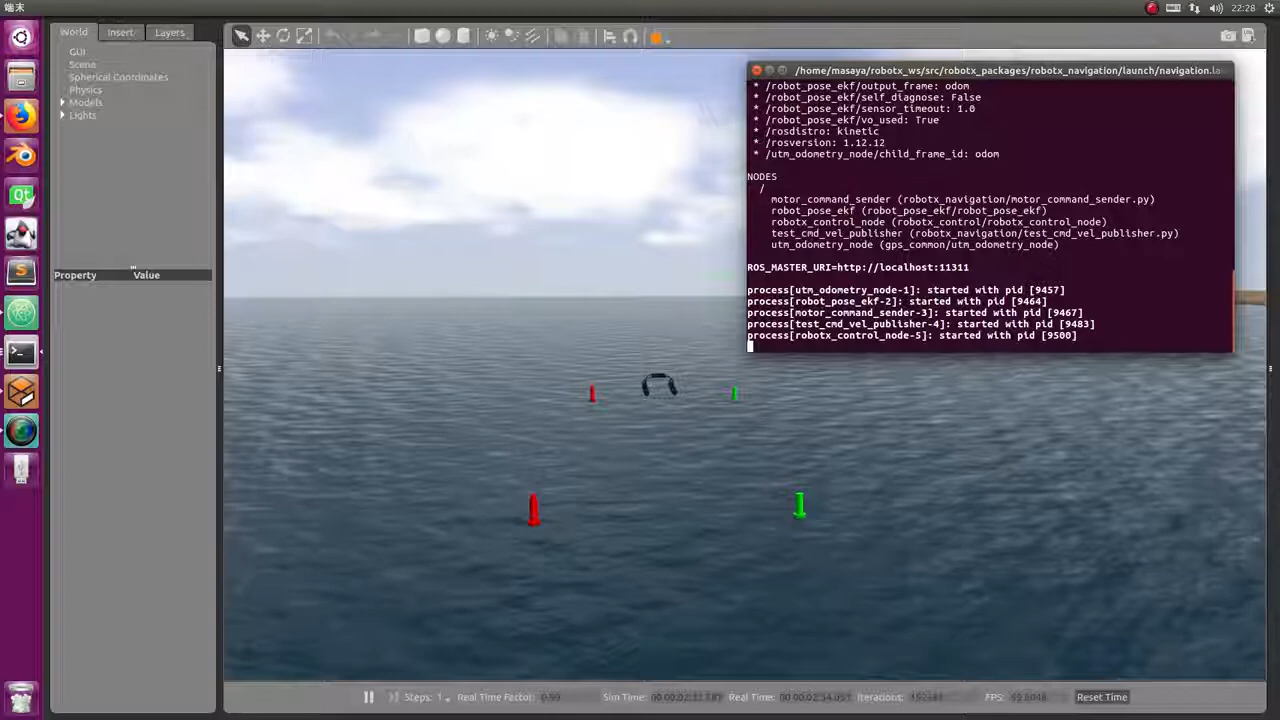 端末
22:28
World
Insert
Layers
GUI
Scene
Spherical Coordinates
Physics
Models
Lights
Property
Value
/home/masaya/robotx_ws/src/robotx_packages/robotx_navigation/launch/navigation.la
* /robot_pose_ekf/output_frame: odom
* /robot_pose_ekf/self_diagnose: False
* /robot_pose_ekf/sensor_timeout: 1.0
* /robot_pose_ekf/vo_used: True
* /rosdistro: kinetic
* /rosversion: 1.12.12
* /utm_odometry_node/child_frame_id: odom
NODES
/
motor_command_sender (robotx_navigation/motor_command_sender.py)
robot_pose_ekf (robot_pose_ekf/robot_pose_ekf)
robotx_control_node (robotx_control/robotx_control_node)
test_cmd_vel_publisher (robotx_navigation/test_cmd_vel_publisher.py)
utm_odometry_node (gps_common/utm_odometry_node)
ROS_MASTER_URI=http://localhost:11311
process[utm_odometry_node-1]: started with pid [9457]
process[robot_pose_ekf-2]: started with pid [9464]
process[motor_command_sender-3]: started with pid [9467]
process[test_cmd_vel_publisher-4]: started with pid [9483]
process[robotx_control_node-5]: started with pid [9500]
Steps: 1
Real Time Factor:
Sim Time:
Real Time:
Iterations:
FPS:
Reset Time